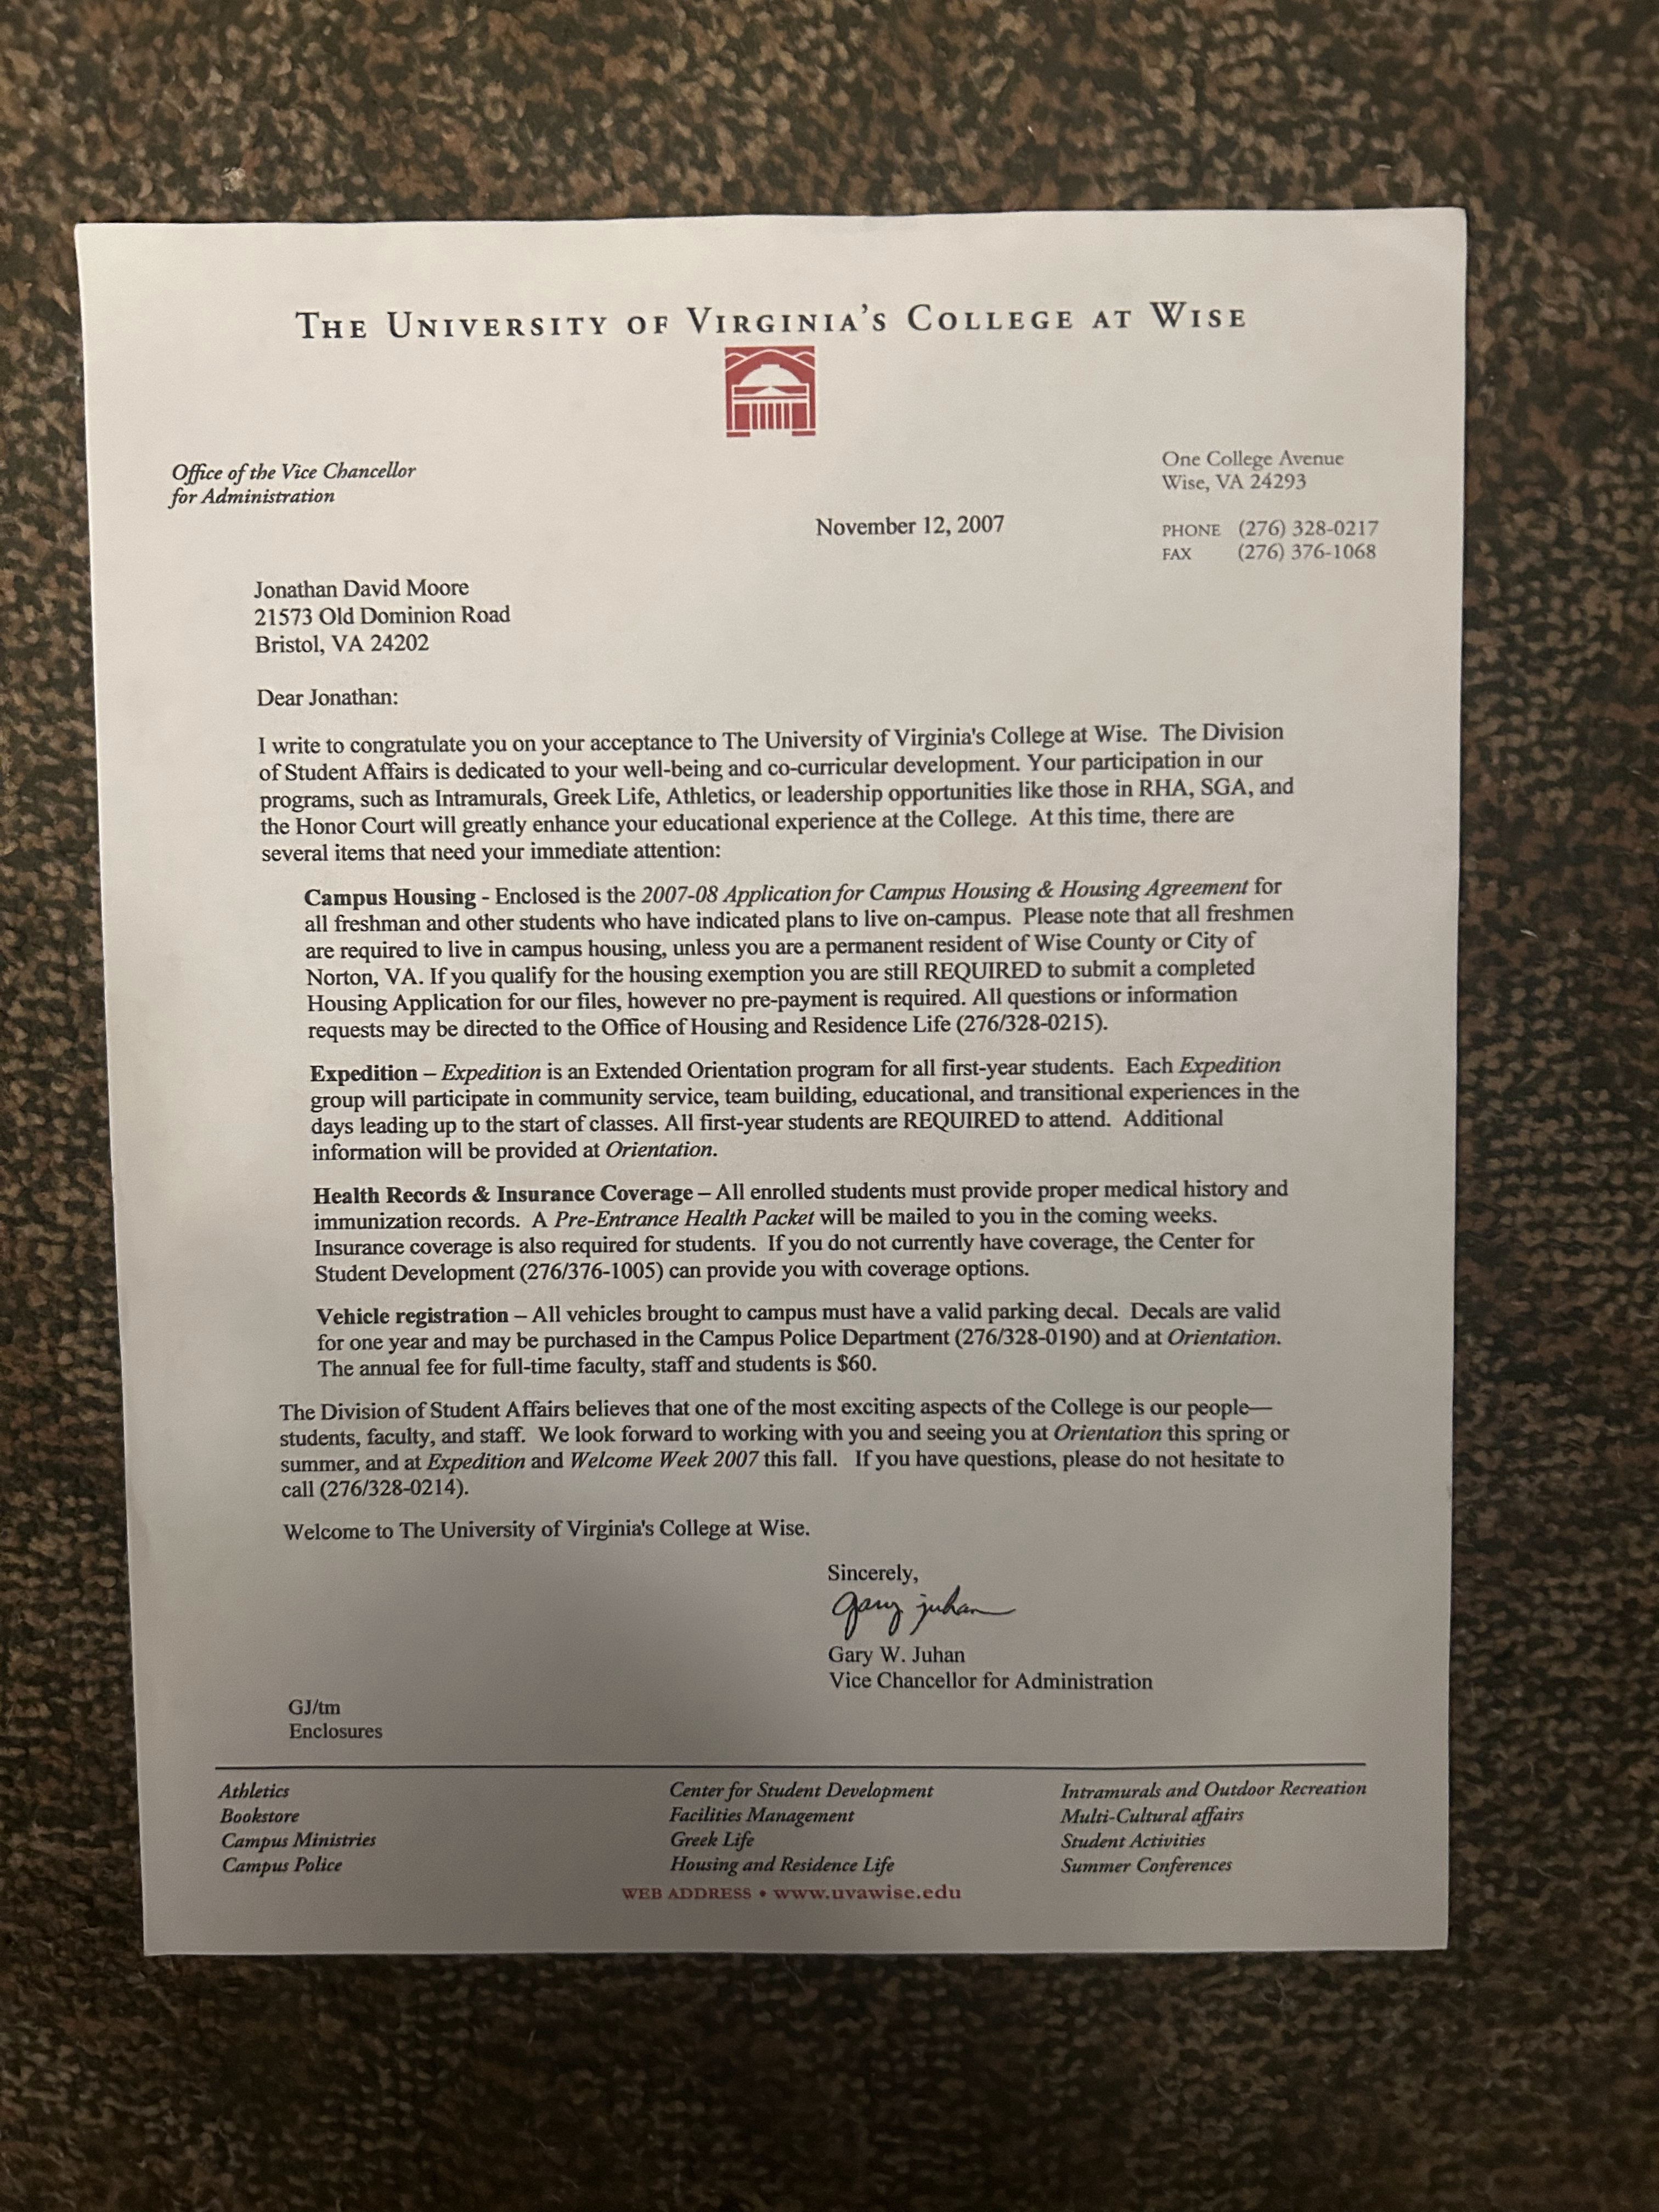 THE UNIVERSITY OF VIRGINIA'S COLLEGE AT WISE
Office of the Vice Chancellor
for Administration
One College Avenue
Wise, VA 24293
November 12, 2007
PHONE (276) 328-0217
FAX (276) 376-1068
Jonathan David Moore
21573 Old Dominion Road
Bristol, VA 24202
Dear Jonathan:
I write to congratulate you on your acceptance to The University of Virginia's College at Wise. The Division
of Student Affairs is dedicated to your well-being and co-curricular development. Your participation in our
programs, such as Intramurals, Greek Life, Athletics, or leadership opportunities like those in RHA, SGA, and
the Honor Court will greatly enhance your educational experience at the College. At this time, there are
several items that need your immediate attention:
Campus Housing - Enclosed is the 2007-08 Application for Campus Housing & Housing Agreement for
all freshman and other students who have indicated plans to live on-campus. Please note that all freshmen
are required to live in campus housing, unless you are a permanent resident of Wise County or City of
Norton, VA. If you qualify for the housing exemption you are still REQUIRED to submit a completed
Housing Application for our files, however no pre-payment is required. All questions or information
requests may be directed to the Office of Housing and Residence Life (276/328-0215).
Expedition – Expedition is an Extended Orientation program for all first-year students. Each Expedition
group will participate in community service, team building, educational, and transitional experiences in the
days leading up to the start of classes. All first-year students are REQUIRED to attend. Additional
information will be provided at Orientation.
Health Records & Insurance Coverage – All enrolled students must provide proper medical history and
immunization records. A Pre-Entrance Health Packet will be mailed to you in the coming weeks.
Insurance coverage is also required for students. If you do not currently have coverage, the Center for
Student Development (276/376-1005) can provide you with coverage options.
Vehicle registration – All vehicles brought to campus must have a valid parking decal. Decals are valid
for one year and may be purchased in the Campus Police Department (276/328-0190) and at Orientation.
The annual fee for full-time faculty, staff and students is $60.
The Division of Student Affairs believes that one of the most exciting aspects of the College is our people—
students, faculty, and staff. We look forward to working with you and seeing you at Orientation this spring or
summer, and at Expedition and Welcome Week 2007 this fall. If you have questions, please do not hesitate to
call (276/328-0214).
Welcome to The University of Virginia's College at Wise.
Sincerely,
gary juhan
Gary W. Juhan
Vice Chancellor for Administration
GJ/tm
Enclosures
Athletics
Bookstore
Campus Ministries
Campus Police
Center for Student Development
Facilities Management
Greek Life
Housing and Residence Life
Intramurals and Outdoor Recreation
Multi-Cultural affairs
Student Activities
Summer Conferences
WEB ADDRESS • www.uvawise.edu